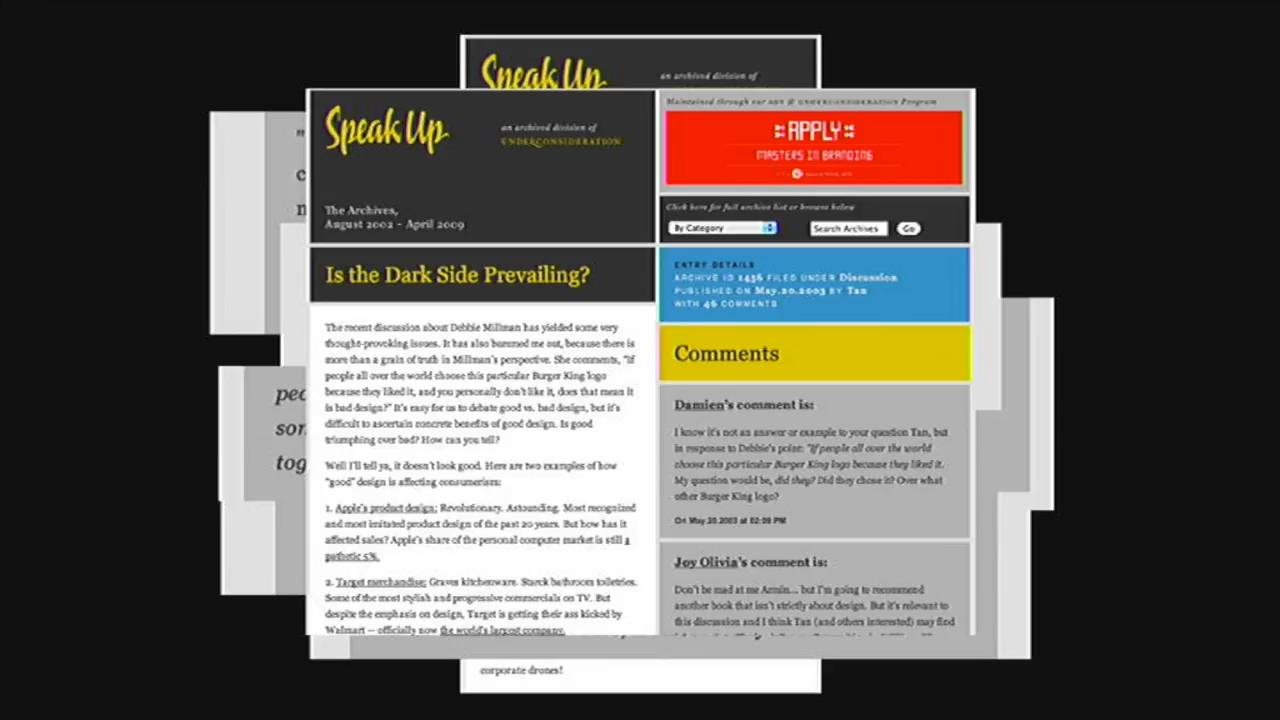 Speak Up
an archived division of
Speak Up
an archived division of
UNDERCONSIDERATION
The Archives,
August 2002 – April 2009
Is the Dark Side Prevailing?
The recent discussion about Debbie Millman has yielded some very
thought-provoking issues. It has also bummed me out, because there is
more than a grain of truth in Millman's perspective. She comments, "If
people all over the world choose this particular Burger King logo
because they liked it, and you personally don't like it, does that mean it
is bad design?" It's easy for us to debate good vs. bad design, but it's
difficult to ascertain concrete benefits of good design. Is good
triumphing over bad? How can you tell?
Well I'll tell ya, it doesn't look good. Here are two examples of how
"good" design is affecting consumerism:
1. Apple's product design: Revolutionary. Astounding. Most recognized
and most imitated product design of the past 20 years. But how has it
affected sales? Apple's share of the personal computer market is still a
pathetic 5%.
2. Target merchandise: Graves kitchenware. Starck bathroom toiletries.
Some of the most stylish and progressive commercials on TV. But
despite the emphasis on design, Target is getting their ass kicked by
Walmart — officially now the world's largest company.
Maintained through our ADV @ UNDERCONSIDERATION Program
APPLY
MASTERS IN BRANDING
Click here for full archive list or browse below
By Category
Search Archives
Go
ENTRY DETAILS
ARCHIVE ID 1456 FILED UNDER Discussion
PUBLISHED ON May.20.2003 BY Tan
WITH 46 COMMENTS
Comments
Damien's comment is:
I know it's not an answer or example to your question Tan, but
in response to Debbie's point: "If people all over the world
choose this particular Burger King logo because they liked it.
My question would be, did they? Did they chose it? Over what
other Burger King logo?
On May.20.2003 at 02:09 PM
Joy Olivia's comment is:
Don't be mad at me Armin... but I'm going to recommend
another book that isn't strictly about design. But it's relevant to
this discussion and I think Tan (and others interested) may find
corporate drones!